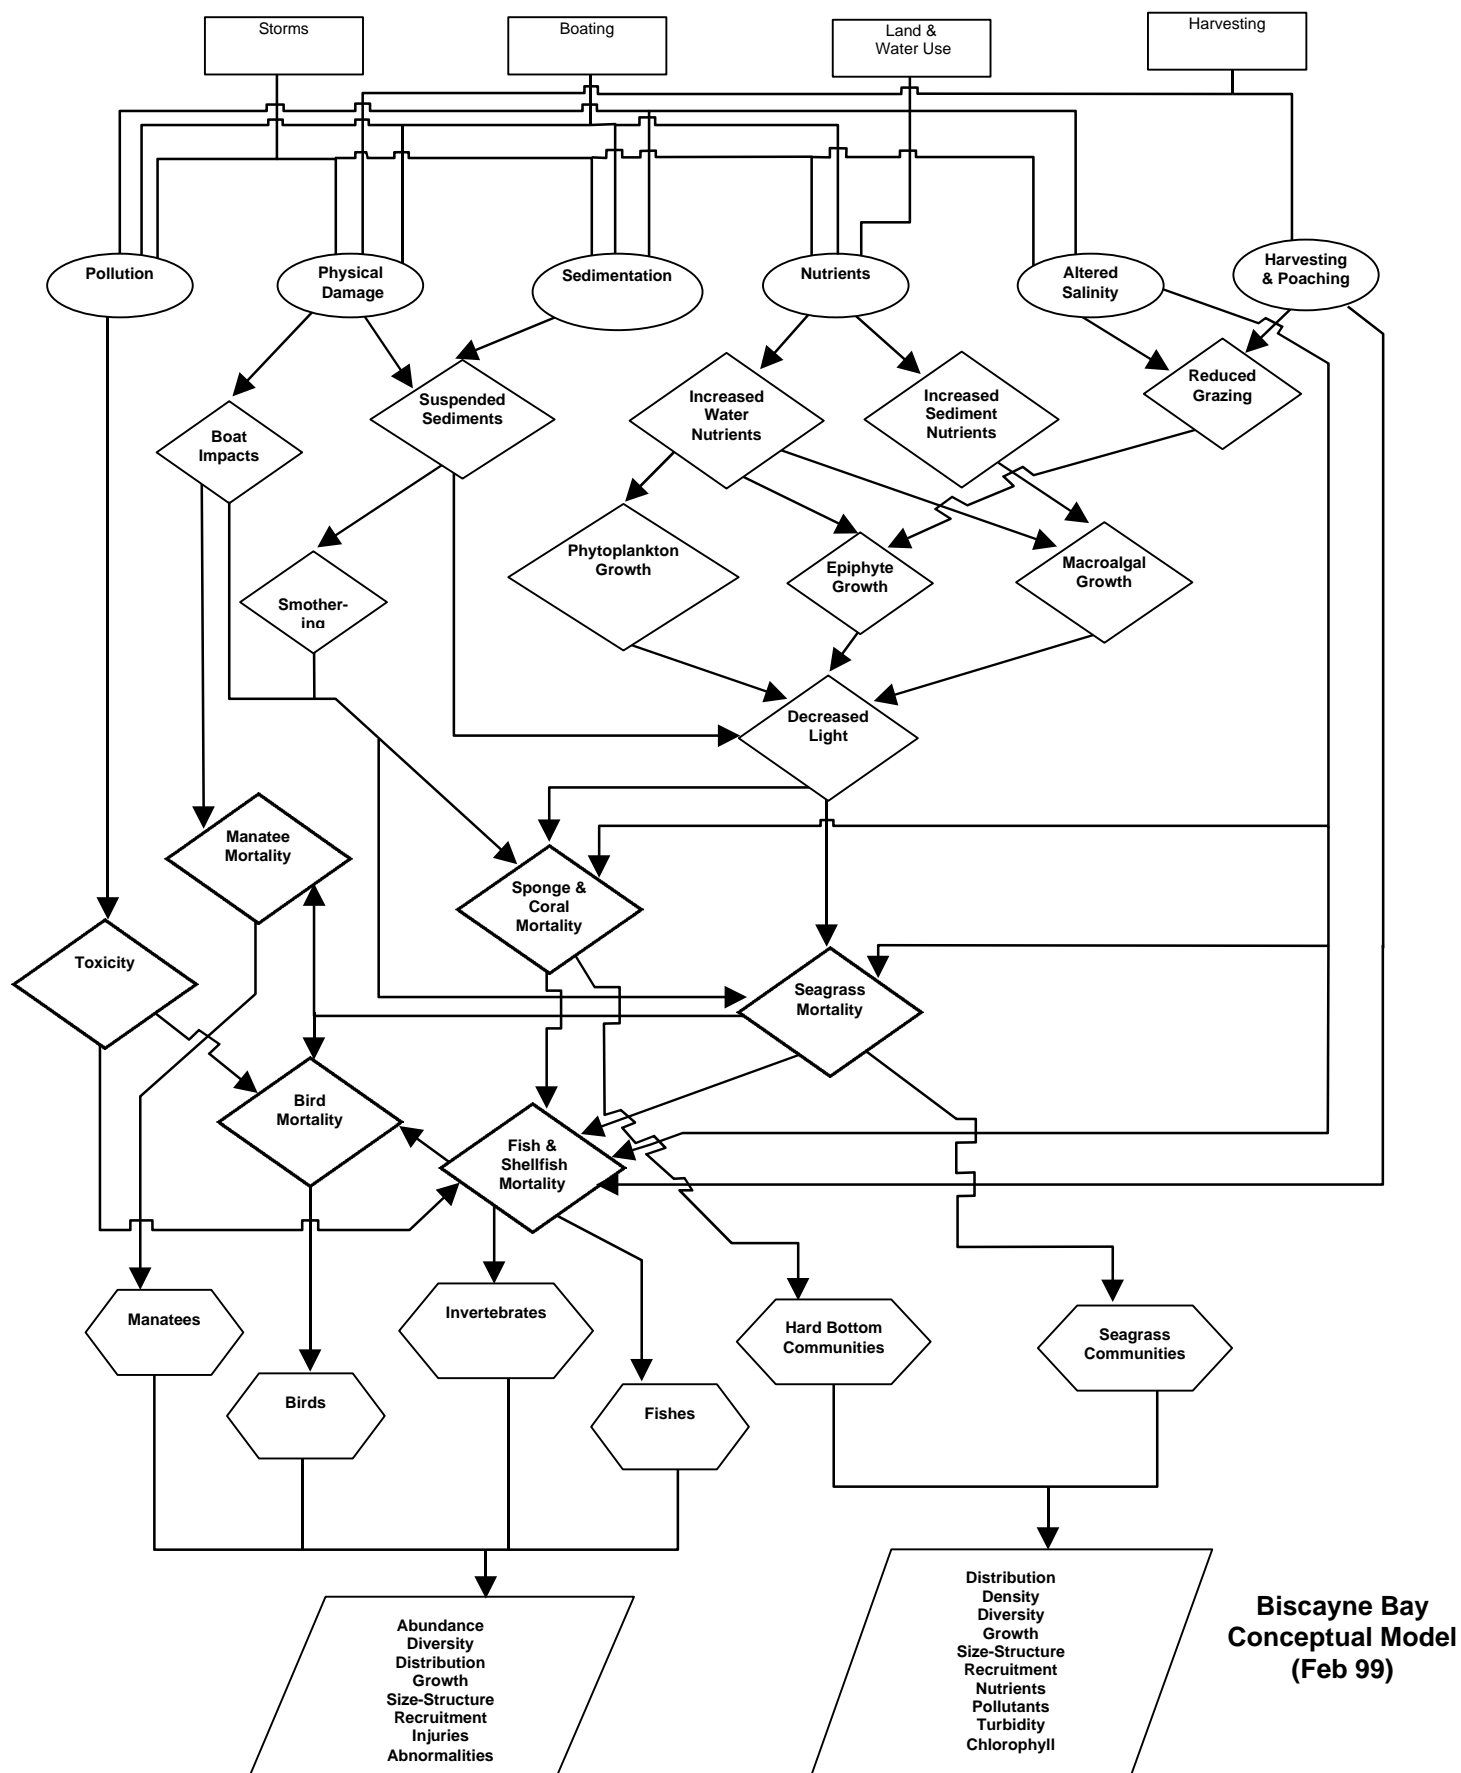 Storms
Boating
Land &
Water Use
Harvesting
Pollution
Physical
Damage
Sedimentation
Nutrients
Altered
Salinity
Harvesting
& Poaching
Suspended
Sediments
Increased
Water
Nutrients
Increased
Sediment
Nutrients
Reduced
Grazing
Boat
Impacts
Phytoplankton
Growth
Epiphyte
Growth
Macroalgal
Growth
Smother-
ing
Decreased
Light
Manatee
Mortality
Sponge &
Coral
Mortality
Toxicity
Seagrass
Mortality
Bird
Mortality
Fish &
Shellfish
Mortality
Manatees
Invertebrates
Hard Bottom
Communities
Seagrass
Communities
Birds
Fishes
Abundance
Diversity
Distribution
Growth
Size-Structure
Recruitment
Injuries
Abnormalities
Distribution
Density
Diversity
Growth
Size-Structure
Recruitment
Nutrients
Pollutants
Turbidity
Chlorophyll
Biscayne Bay
Conceptual Model
(Feb 99)